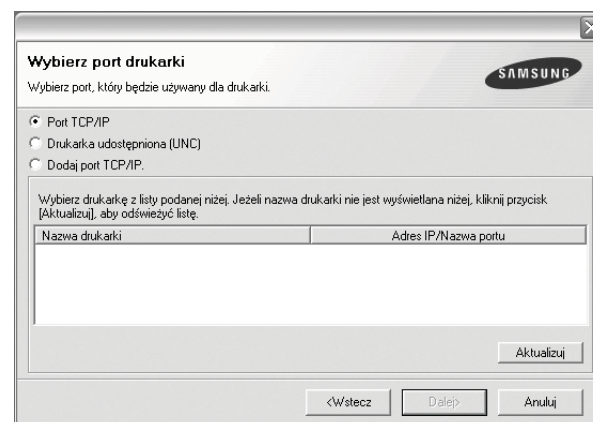 Wybierz port drukarki
Wybierz port, który będzie używany dla drukarki.
SAMSUNG
Port TCP/IP
Drukarka udostępniona (UNC)
Dodaj port TCP/IP.
Wybierz drukarkę z listy podanej niżej. Jeżeli nazwa drukarki nie jest wyświetlana niżej, kliknij przycisk
[Aktualizuj], aby odświeżyć listę.
Nazwa drukarki Adres IP/Nazwa portu
Aktualizuj
<Wstecz Dalej> Anuluj